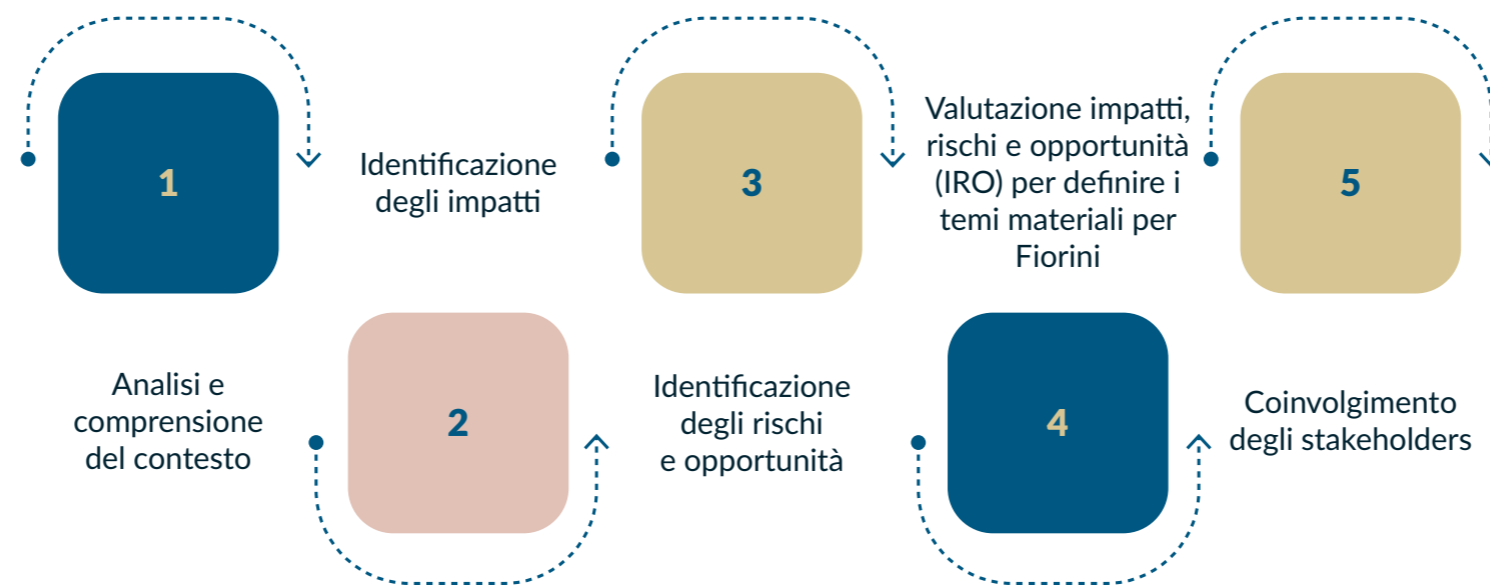 1
Analisi e
comprensione
del contesto
2
Identificazione
degli impatti
3
Identificazione
degli rischi
e opportunità
4
Valutazione impatti,
rischi e opportunità
(IRO) per definire i
temi materiali per
Fiorini
5
Coinvolgimento
degli stakeholders